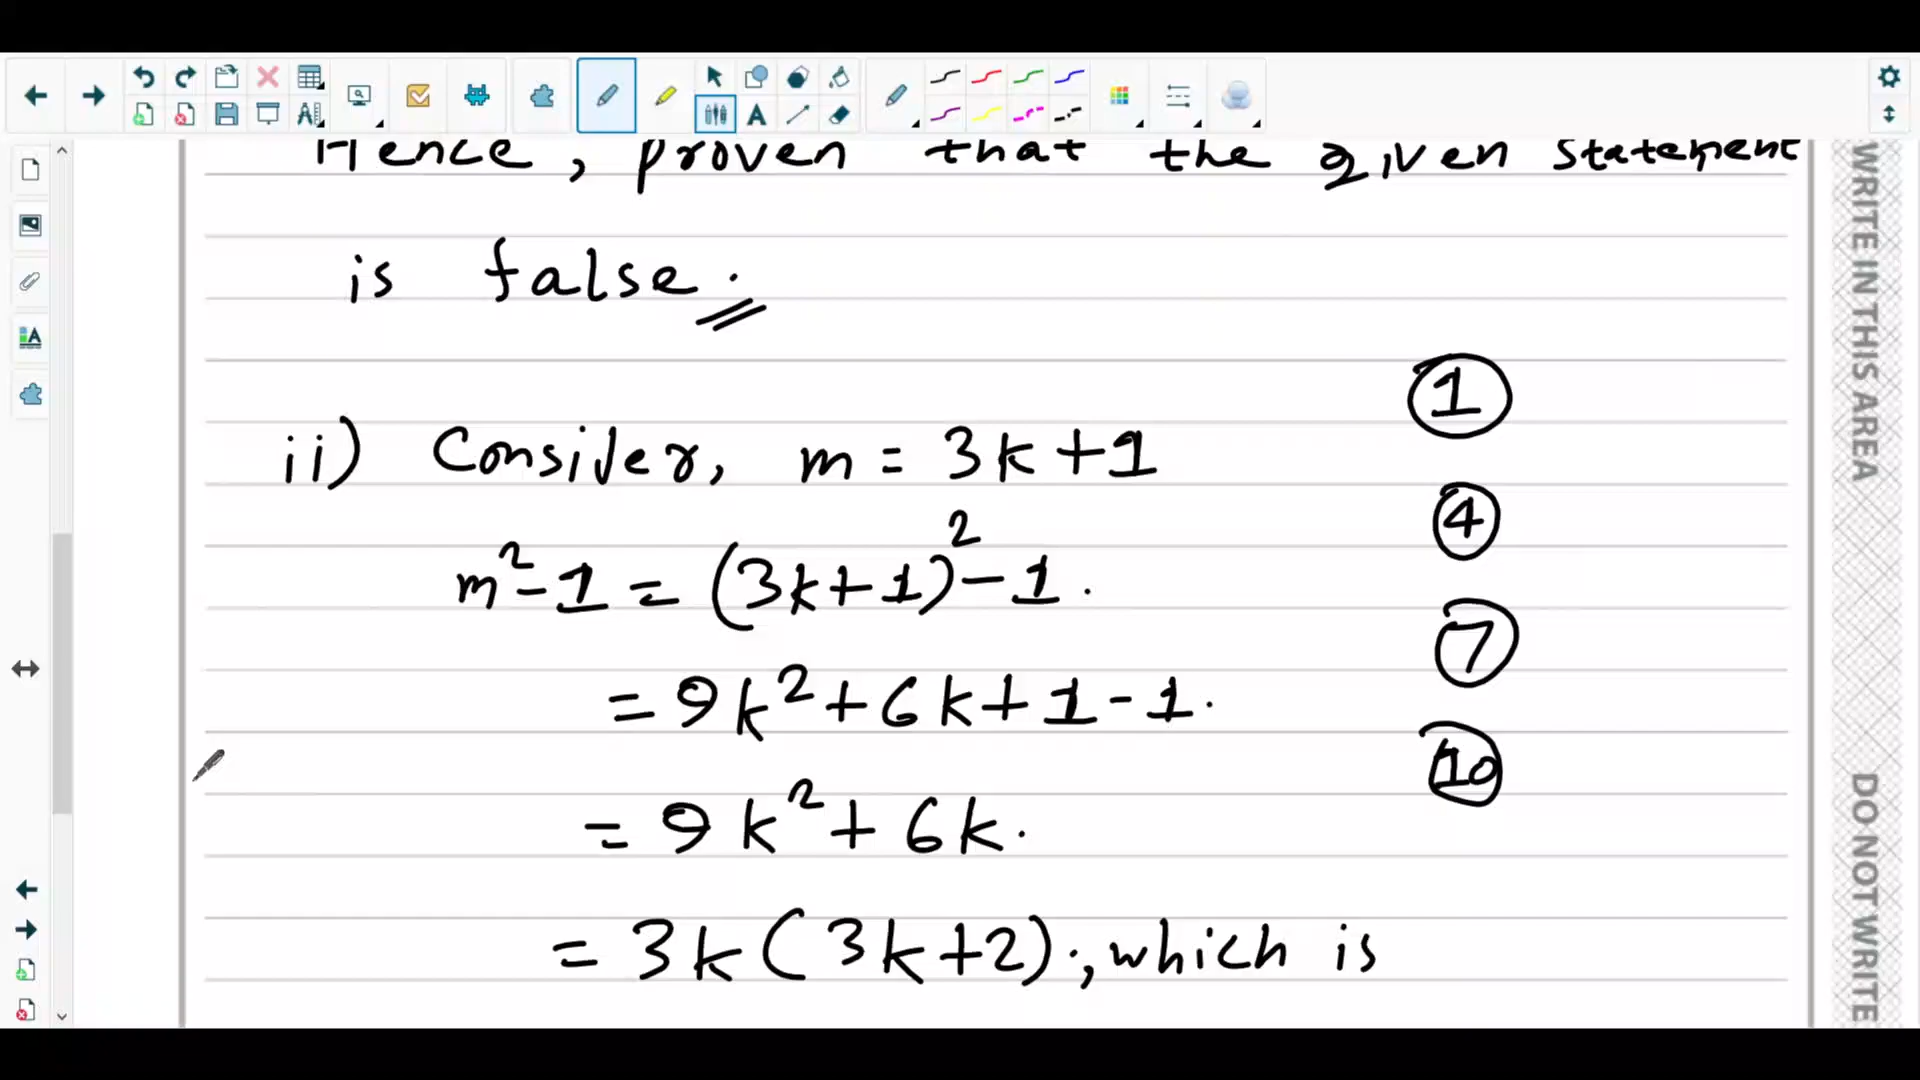 Hence, proven that the given statement
is false.
ii) Consider, m = 3k+1
m²-1 = (3k+1)²-1.
= 9k²+6k+1-1.
= 9k²+6k.
= 3k(3k+2)., which is
1
4
7
10
WRITE IN THIS AREA
DO NOT WRITE